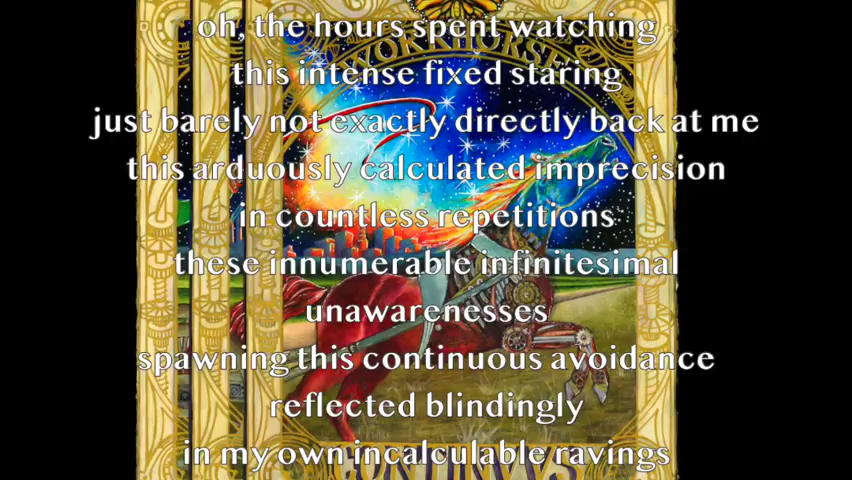 oh, the hours spent watching
WORKHORSE
this intense fixed staring
just barely not exactly directly back at me
this arduously calculated imprecision
in countless repetitions
these innumerable infinitesimal
unawarenesses
spawning this continuous avoidance
reflected blindingly
in my own incalculable ravings